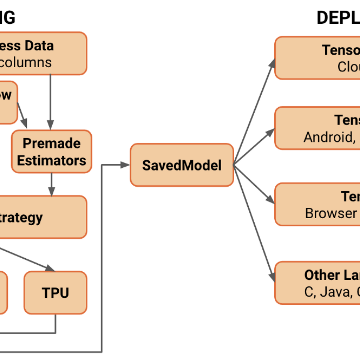 NG
DEPL
ess Data
columns
ow
Premade
Estimators
trategy
TPU
SavedModel
Tenso
Clou
Tens
Android,
Ten
Browser
Other La
C, Java,